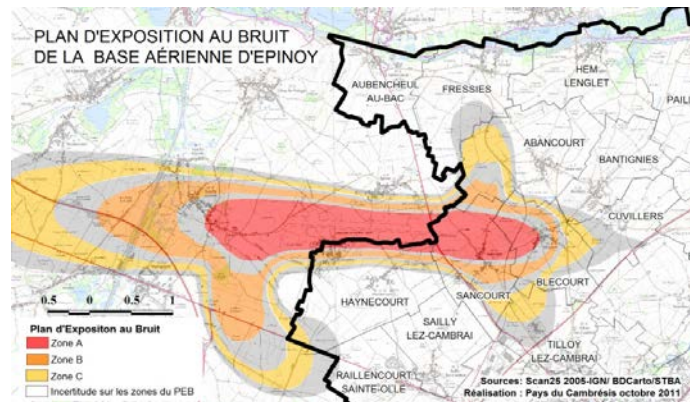 PLAN D'EXPOSITION AU BRUIT
DE LA BASE AÉRIENNE D'EPINOY
AUBENCHEUL
AU-BAC
FRESSIES
HEM
LENGLET
PAIL
ABANCOURT
BANTIGNIES
CUVILLERS
BLECOURT
SANCOURT
HAYNECOURT
SAILLY
LEZ-CAMBRAI
TILLOY
LEZ-CAMBRAI
RAILLENCOURT
SAINTE-OLLE
0.5 0 0.5 1
Plan d'Expositon au Bruit
Zone A
Zone B
Zone C
Incertitude sur les zones du PEB
Sources: Scan25 2005-IGN/ BDCarto/STBA
Réalisation : Pays du Cambrésis octobre 2011